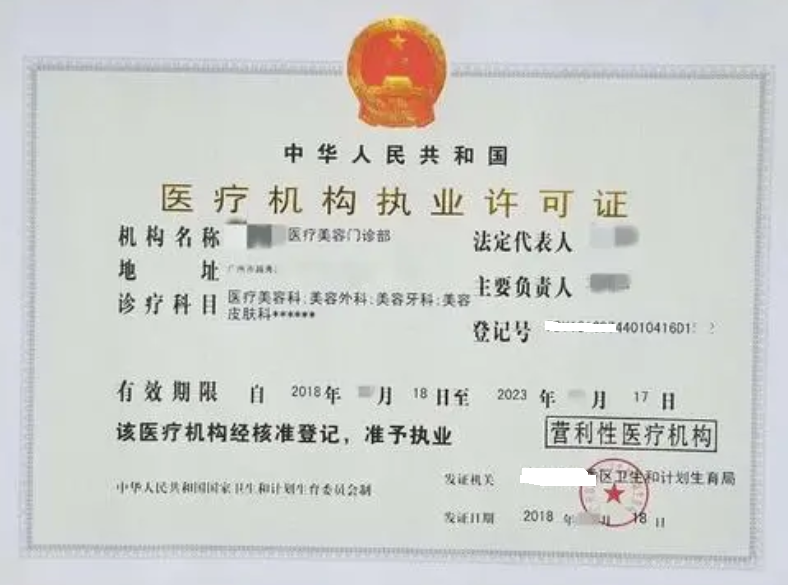 中华人民共和国
医疗机构执业许可证
机构名称 医疗美容门诊部
法定代表人
地 址 广州市越秀
主要负责人
诊疗科目 医疗美容科;美容外科;美容牙科;美容
皮肤科******
登记号 44010416D1
有效期限 自 2018 年 月 18 日至 2023 年 月 17 日
该医疗机构经核准登记，准予执业
营利性医疗机构
中华人民共和国国家卫生和计划生育委员会制
发证机关 区卫生和计划生育局
发证日期 2018 年 月 18 日